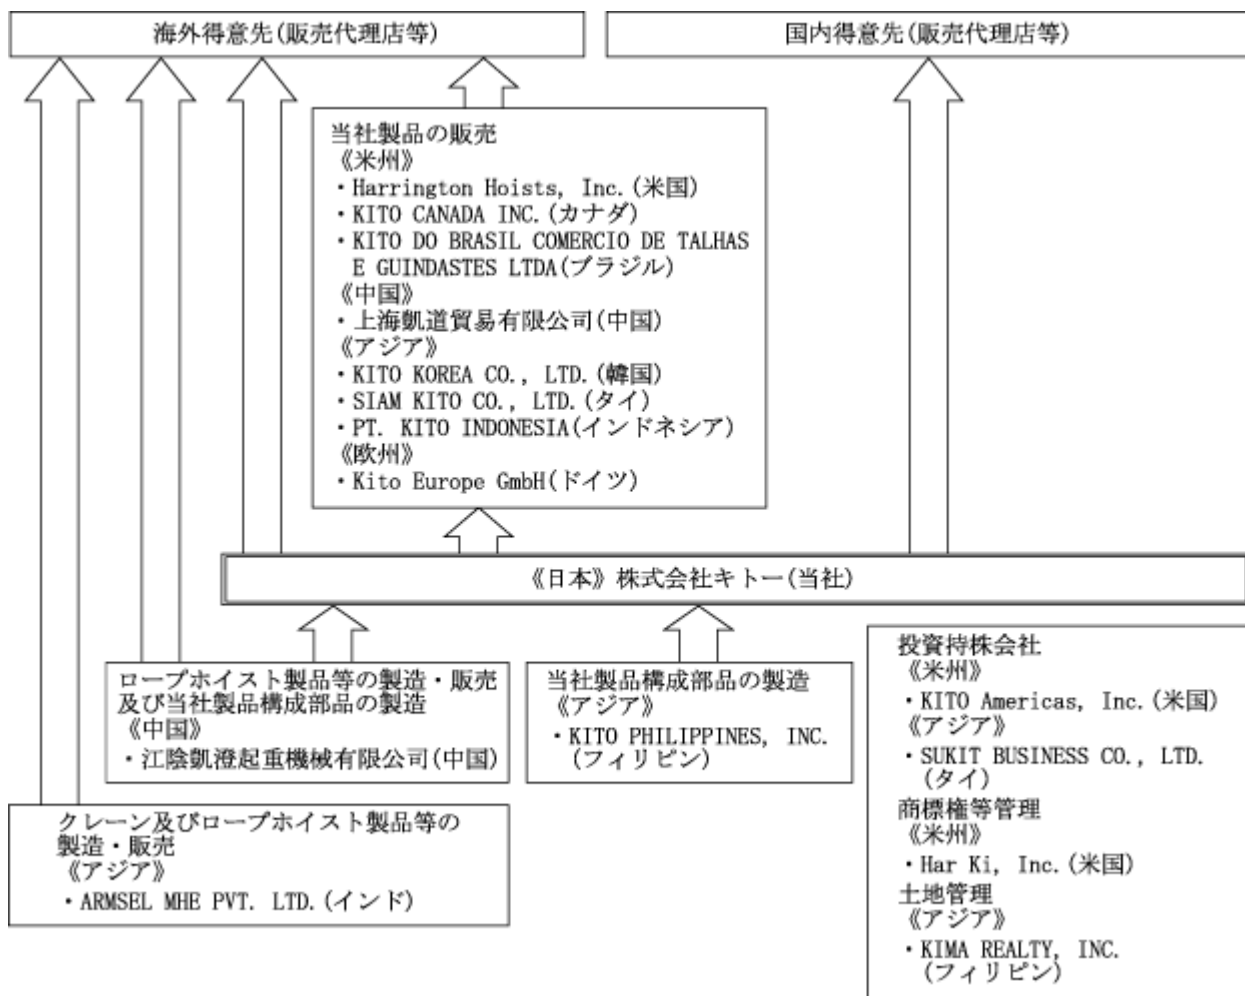 海外得意先(販売代理店等)
国内得意先(販売代理店等)
当社製品の販売
《米州》
・Harrington Hoists, Inc.(米国)
・KITO CANADA INC.(カナダ)
・KITO DO BRASIL COMERCIO DE TALHAS
E GUINDASTES LTDA(ブラジル)
《中国》
・上海凱道貿易有限公司(中国)
《アジア》
・KITO KOREA CO., LTD.(韓国)
・SIAM KITO CO., LTD.(タイ)
・PT. KITO INDONESIA(インドネシア)
《欧州》
・Kito Europe GmbH(ドイツ)
《日本》株式会社キトー(当社)
ロープホイスト製品等の製造・販売
及び当社製品構成部品の製造
《中国》
・江陰凱澄起重機械有限公司(中国)
当社製品構成部品の製造
《アジア》
・KITO PHILIPPINES, INC.
(フィリピン)
クレーン及びロープホイスト製品等の
製造・販売
《アジア》
・ARMSEL MHE PVT. LTD.(インド)
投資持株会社
《米州》
・KITO Americas, Inc.(米国)
《アジア》
・SUKIT BUSINESS CO., LTD.
(タイ)
商標権等管理
《米州》
・Har Ki, Inc.(米国)
土地管理
《アジア》
・KIMA REALTY, INC.
(フィリピン)